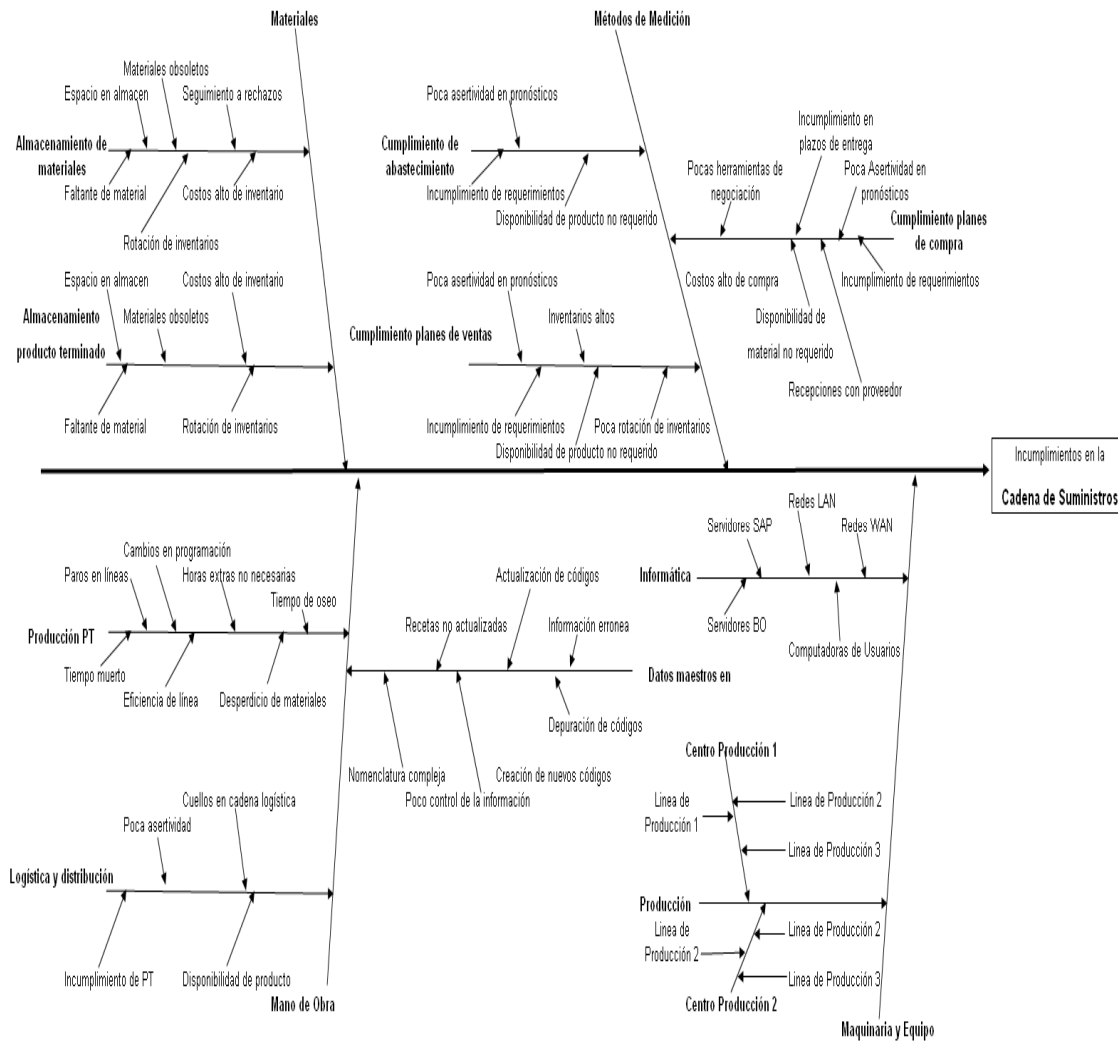 Materiales
Métodos de Medición
Materiales obsoletos
Espacio en almacen
Seguimiento a rechazos
Almacenamiento de
materiales
Faltante de material
Costos alto de inventario
Rotación de inventarios
Espacio en almacen
Costos alto de inventario
Almacenamiento
producto terminado
Materiales obsoletos
Faltante de material
Rotación de inventarios
Poca asertividad en pronósticos
Cumplimiento de
abastecimiento
Incumplimiento de requerimientos
Disponibilidad de producto no requerido
Poca asertividad en pronósticos
Inventarios altos
Cumplimiento planes de ventas
Incumplimiento de requerimientos
Poca rotación de inventarios
Disponibilidad de producto no requerido
Incumplimiento en
plazos de entrega
Pocas herramientas de
negociación
Poca Asertividad en
pronósticos
Cumplimiento planes
de compra
Costos alto de compra
Incumplimiento de requerimientos
Disponibilidad de
material no requerido
Recepciones con proveedor
Incumplimientos en la
Cadena de Suministros
Cambios en programación
Paros en líneas
Horas extras no necesarias
Tiempo de oseo
Producción PT
Tiempo muerto
Eficiencia de línea
Desperdicio de materiales
Actualización de códigos
Recetas no actualizadas
Información erronea
Datos maestros en
Depuración de códigos
Nomenclatura compleja
Creación de nuevos códigos
Poco control de la información
Cuellos en cadena logística
Poca asertividad
Logística y distribución
Incumplimiento de PT
Disponibilidad de producto
Mano de Obra
Redes LAN
Servidores SAP
Redes WAN
Informática
Servidores BO
Computadoras de Usuarios
Centro Producción 1
Linea de
Producción 1
Linea de Producción 2
Linea de Producción 3
Producción
Linea de
Producción 2
Linea de Producción 2
Linea de Producción 3
Centro Producción 2
Maquinaria y Equipo